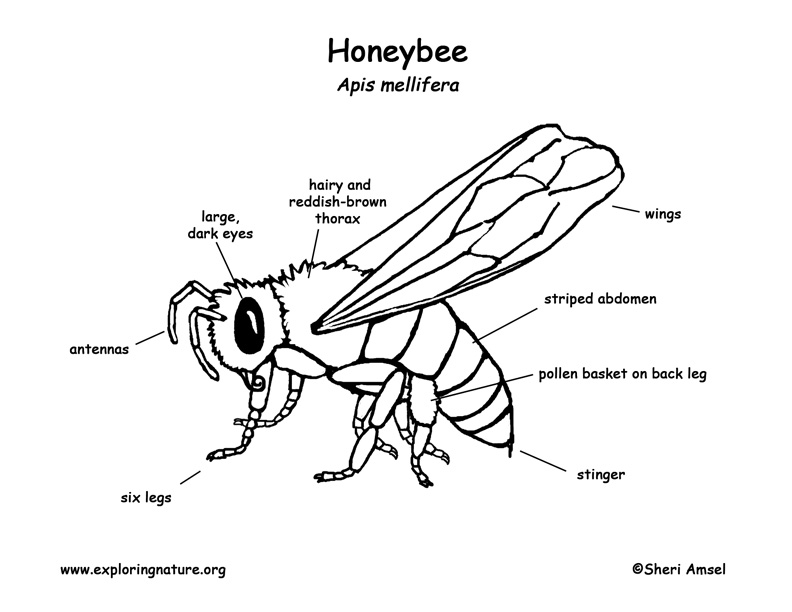 Honeybee
Apis mellifera
hairy and
reddish-brown
thorax
large,
dark eyes
wings
striped abdomen
antennas
pollen basket on back leg
stinger
six legs
www.exploringnature.org
©Sheri Amsel